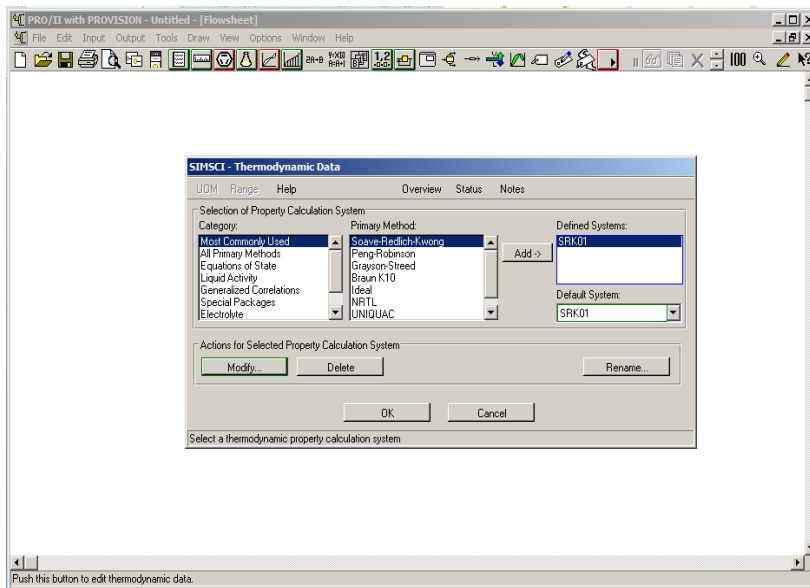 PRO/II with PROVISION - Untitled - [Flowsheet]
File Edit Input Output Tools Draw View Options Window Help
2A+B 1,2 100
SIMSCI - Thermodynamic Data
UOM Range Help Overview Status Notes
Selection of Property Calculation System
Category: Primary Method: Defined Systems:
Most Commonly Used Soave-Redlich-Kwong SRK01
All Primary Methods Peng-Robinson
Equations of State Grayson-Streed Add ->
Liquid Activity Braun K10
Generalized Correlations Ideal Default System:
Special Packages NRTL SRK01
Electrolyte UNIQUAC
Actions for Selected Property Calculation System
Modify... Delete Rename...
OK Cancel
Select a thermodynamic property calculation system
Push this button to edit thermodynamic data.